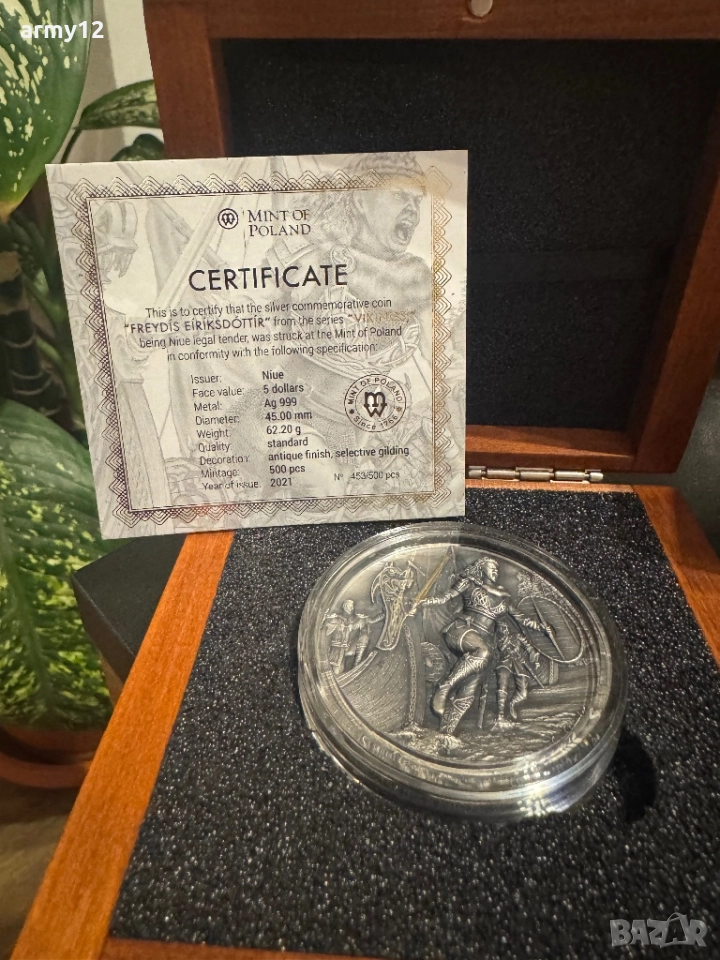 army12
MINT OF
POLAND
CERTIFICATE
This is to certify that the silver commemorative coin
"FREYDÍS EIRÍKSDÓTTÍR" from the series "VIKINGS",
being Niue legal tender, was struck at the Mint of Poland
in conformity with the following specification:
Issuer: Niue
Face value: 5 dollars
Metal: Ag 999
Diameter: 45.00 mm
Weight: 62.20 g
Quality: standard
Decoration: antique finish, selective gilding
Mintage: 500 pcs
Year of issue: 2021
Nº 453/500 pcs
MINT OF POLAND
since 1766
BAZAR